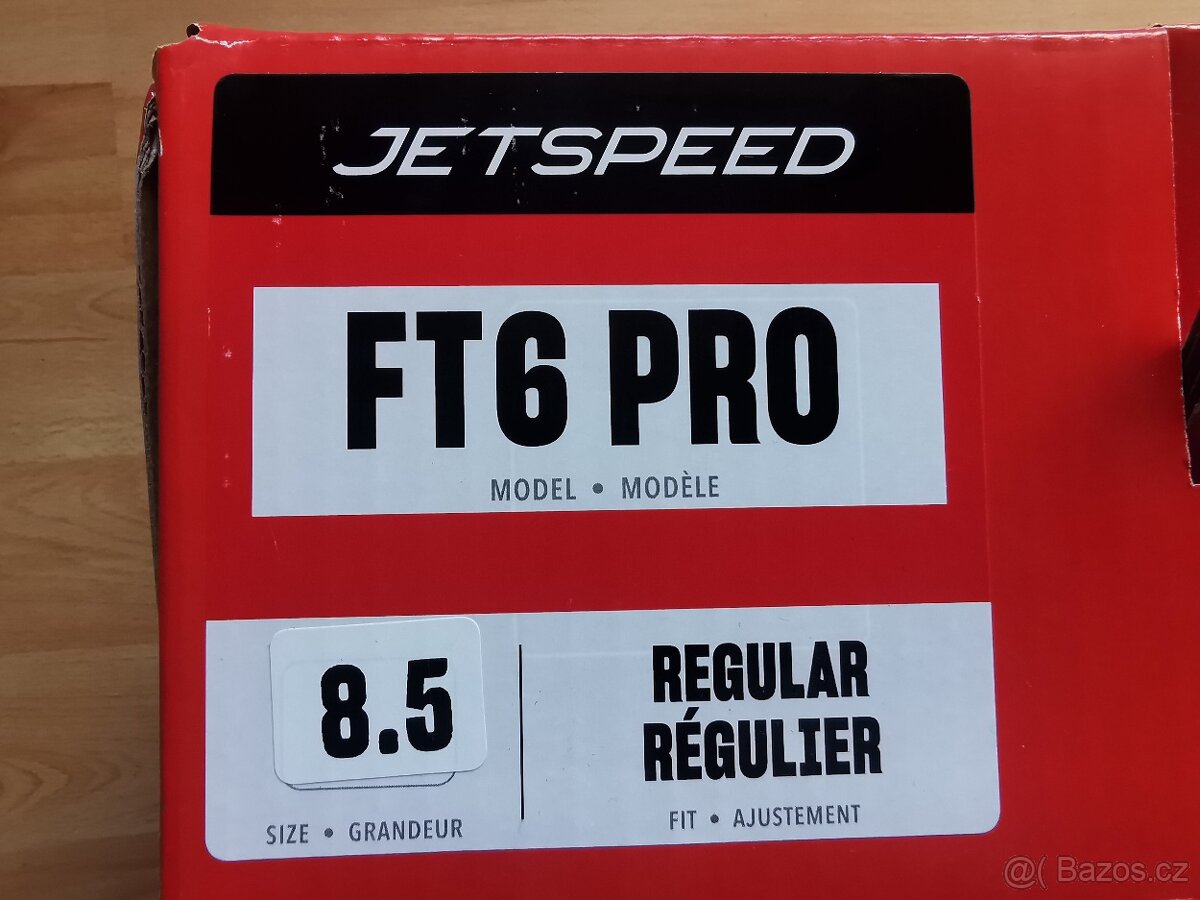 JETSPEED
FT6 PRO
MODEL • MODÈLE
8.5
SIZE • GRANDEUR
REGULAR
RÉGULIER
FIT • AJUSTEMENT
@( Bazos.cz